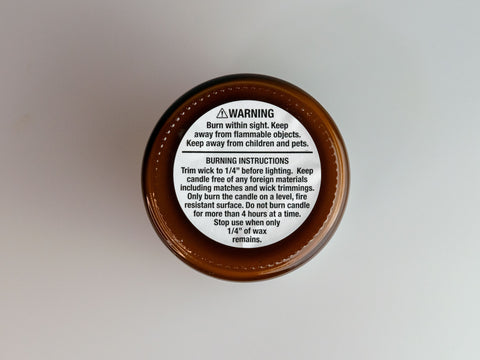 ⚠WARNING
Burn within sight. Keep
away from flammable objects.
Keep away from children and pets.
BURNING INSTRUCTIONS
Trim wick to 1/4" before lighting. Keep
candle free of any foreign materials
including matches and wick trimmings.
Only burn the candle on a level, fire
resistant surface. Do not burn candle
for more than 4 hours at a time.
Stop use when only
1/4" of wax
remains.